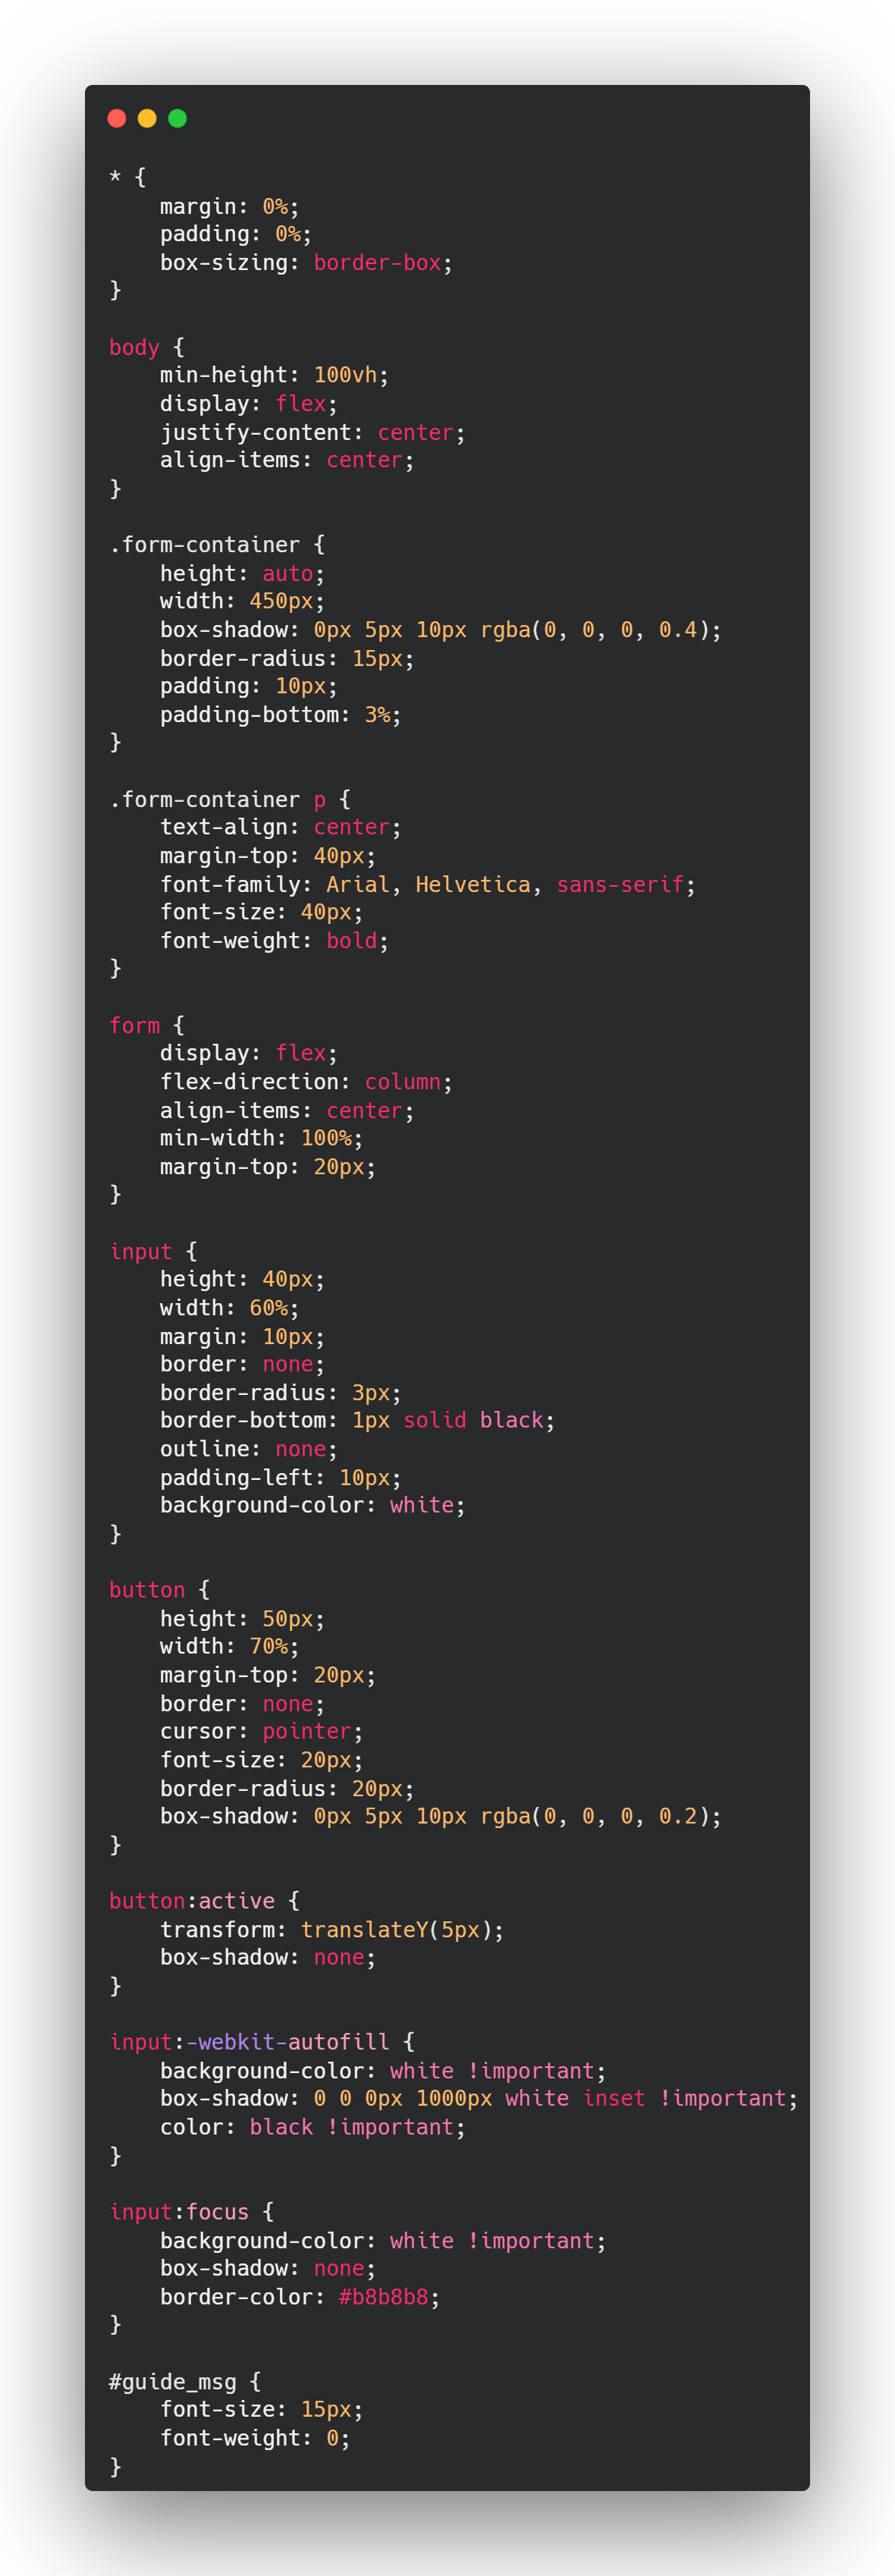 * {
    margin: 0%;
    padding: 0%;
    box-sizing: border-box;
}

body {
    min-height: 100vh;
    display: flex;
    justify-content: center;
    align-items: center;
}

.form-container {
    height: auto;
    width: 450px;
    box-shadow: 0px 5px 10px rgba(0, 0, 0, 0.4);
    border-radius: 15px;
    padding: 10px;
    padding-bottom: 3%;
}

.form-container p {
    text-align: center;
    margin-top: 40px;
    font-family: Arial, Helvetica, sans-serif;
    font-size: 40px;
    font-weight: bold;
}

form {
    display: flex;
    flex-direction: column;
    align-items: center;
    min-width: 100%;
    margin-top: 20px;
}

input {
    height: 40px;
    width: 60%;
    margin: 10px;
    border: none;
    border-radius: 3px;
    border-bottom: 1px solid black;
    outline: none;
    padding-left: 10px;
    background-color: white;
}

button {
    height: 50px;
    width: 70%;
    margin-top: 20px;
    border: none;
    cursor: pointer;
    font-size: 20px;
    border-radius: 20px;
    box-shadow: 0px 5px 10px rgba(0, 0, 0, 0.2);
}

button:active {
    transform: translateY(5px);
    box-shadow: none;
}

input:-webkit-autofill {
    background-color: white !important;
    box-shadow: 0 0 0px 1000px white inset !important;
    color: black !important;
}

input:focus {
    background-color: white !important;
    box-shadow: none;
    border-color: #b8b8b8;
}

#guide_msg {
    font-size: 15px;
    font-weight: 0;
}